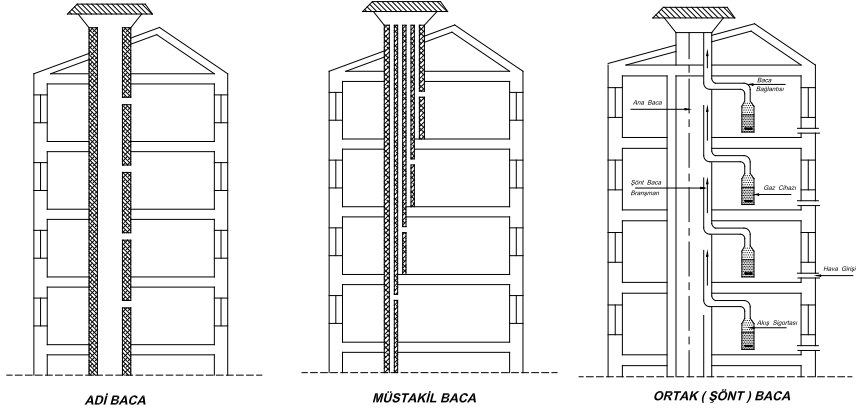 Baca
Bağlantısı
Ana Baca
Şönt Baca
Branşman
Gaz Cihazı
Hava Girişi
Akış Sigortası
ADİ BACA
MÜSTAKİL BACA
ORTAK ( ŞÖNT ) BACA